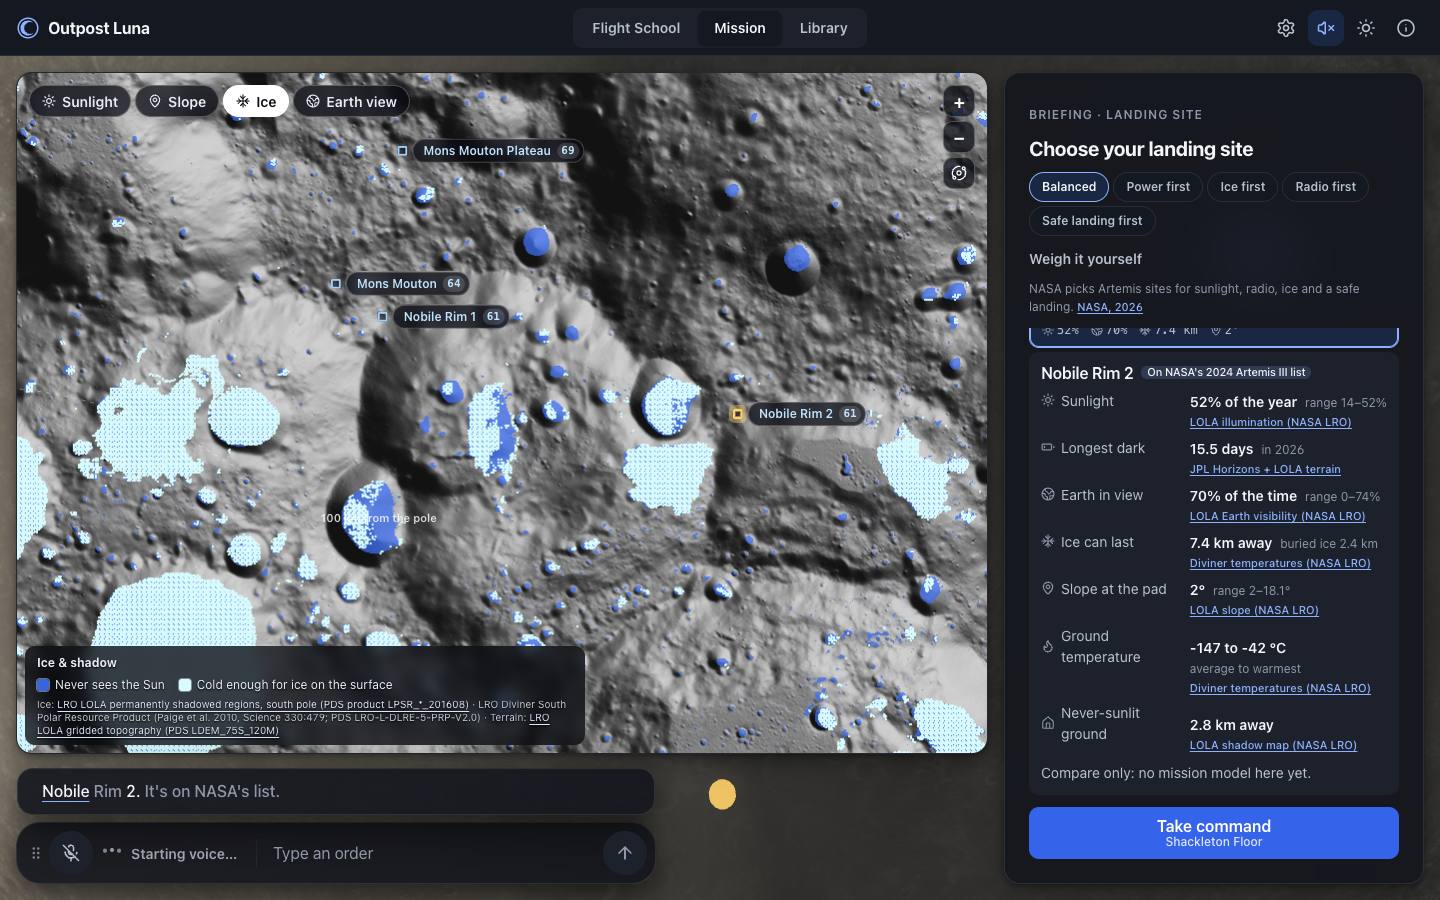 Outpost Luna
Flight School
Mission
Library
Sunlight
Slope
Ice
Earth view
Mons Mouton Plateau 69
Mons Mouton 64
Nobile Rim 1 61
Nobile Rim 2 61
from the pole
Ice & shadow
Never sees the Sun
Cold enough for ice on the surface
Ice: LRO LOLA permanently shadowed regions, south pole (PDS product LPSR_*_201608) · LRO Diviner South
Polar Resource Product (Paige et al. 2010, Science 330:479; PDS LRO-L-DLRE-5-PRP-V2.0) · Terrain: LRO
LOLA gridded topography (PDS LDEM_75S_120M)
Nobile Rim 2. It's on NASA's list.
Starting voice...
Type an order
BRIEFING · LANDING SITE
Choose your landing site
Balanced
Power first
Ice first
Radio first
Safe landing first
Weigh it yourself
NASA picks Artemis sites for sunlight, radio, ice and a safe
landing. NASA, 2026
52% 70% 7.4 km 2°
Nobile Rim 2 On NASA's 2024 Artemis III list
Sunlight 52% of the year range 14–52%
LOLA illumination (NASA LRO)
Longest dark 15.5 days in 2026
JPL Horizons + LOLA terrain
Earth in view 70% of the time range 0–74%
LOLA Earth visibility (NASA LRO)
Ice can last 7.4 km away buried ice 2.4 km
Diviner temperatures (NASA LRO)
Slope at the pad 2° range 2–18.1°
LOLA slope (NASA LRO)
Ground
temperature
-147 to -42 °C
average to warmest
Diviner temperatures (NASA LRO)
Never-sunlit
ground
2.8 km away
LOLA shadow map (NASA LRO)
Compare only: no mission model here yet.
Take command
Shackleton Floor